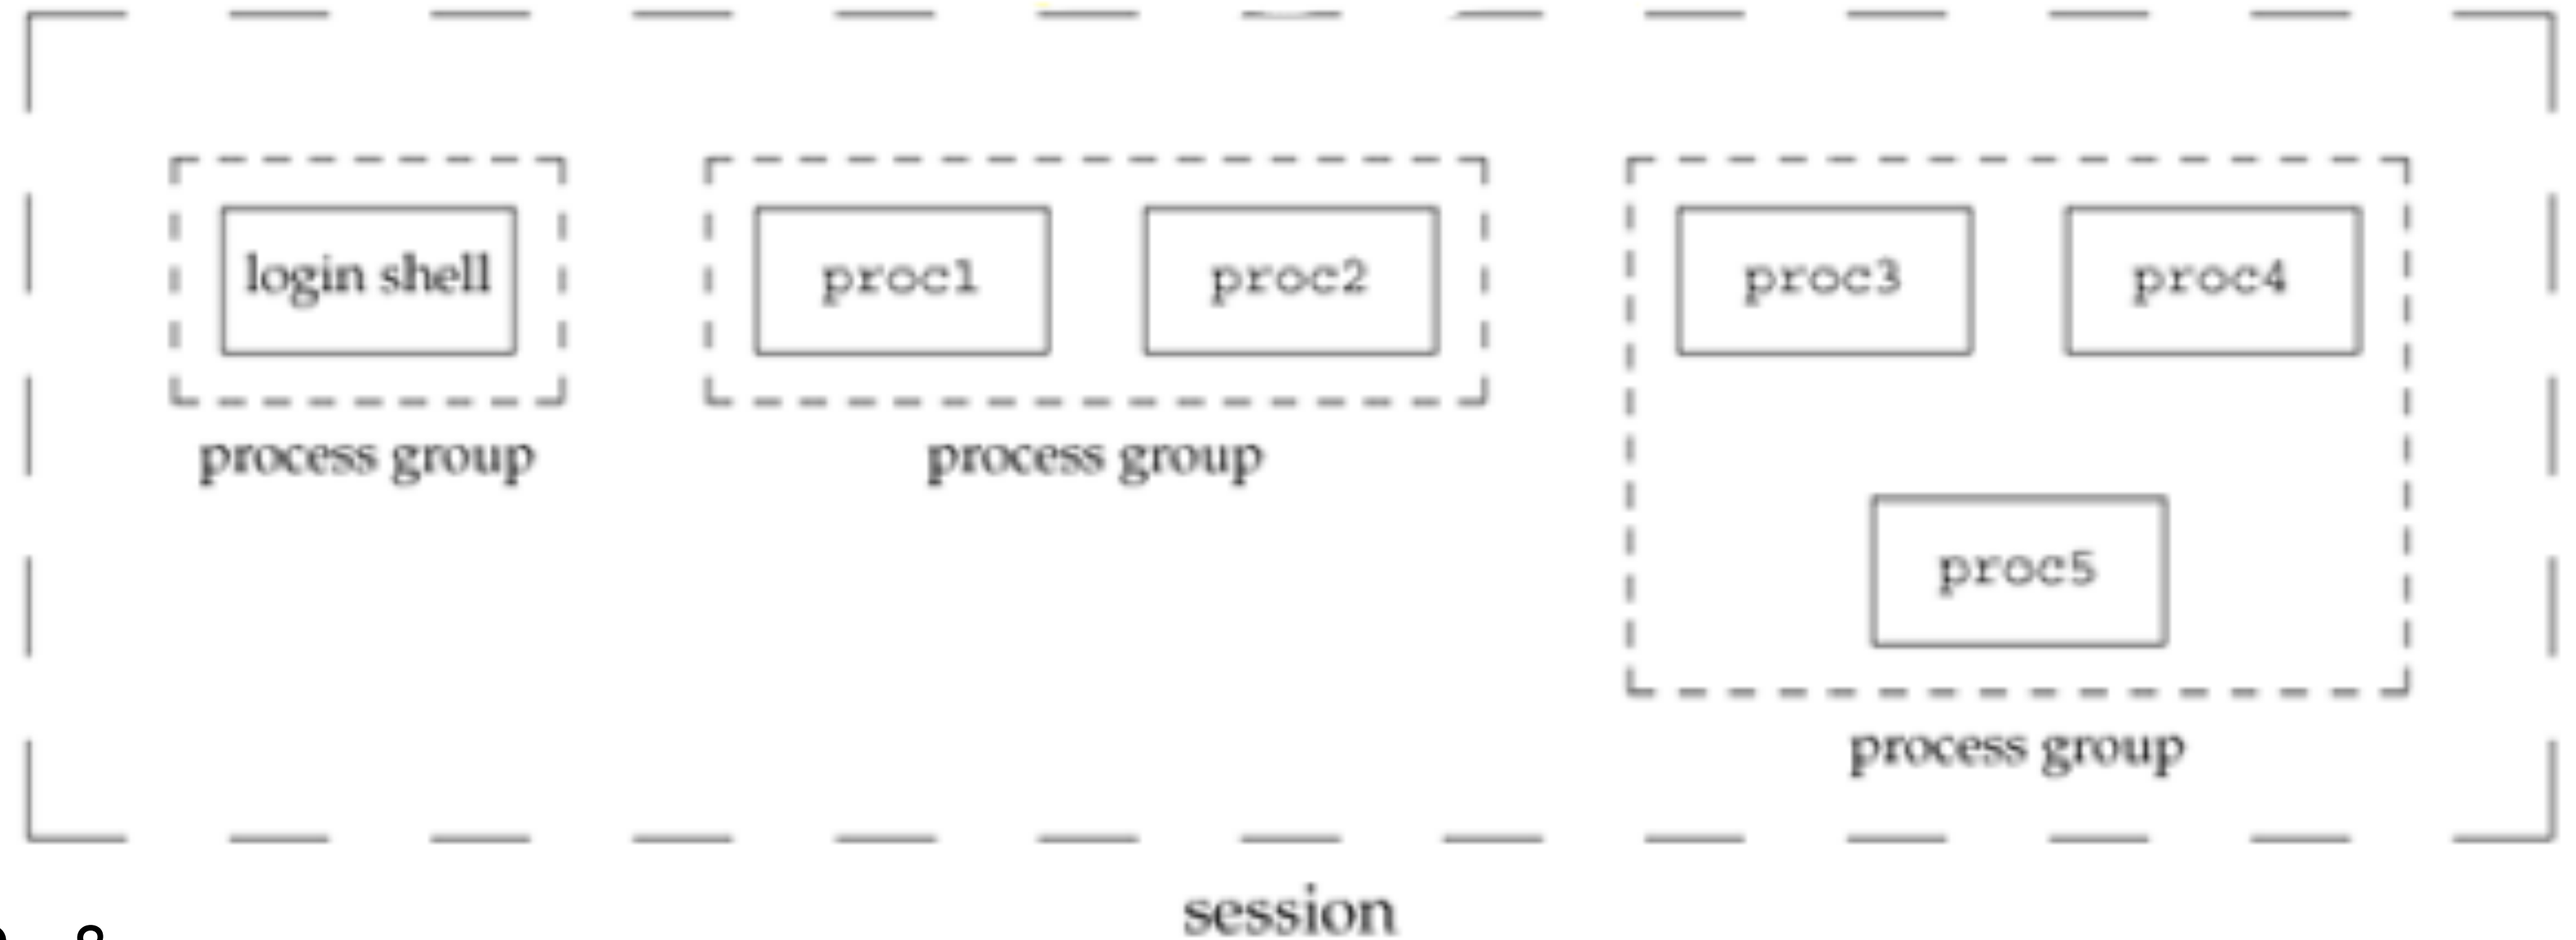 login shell
proc1
proc2
proc3
proc4
process group
process group
proc5
process group
session